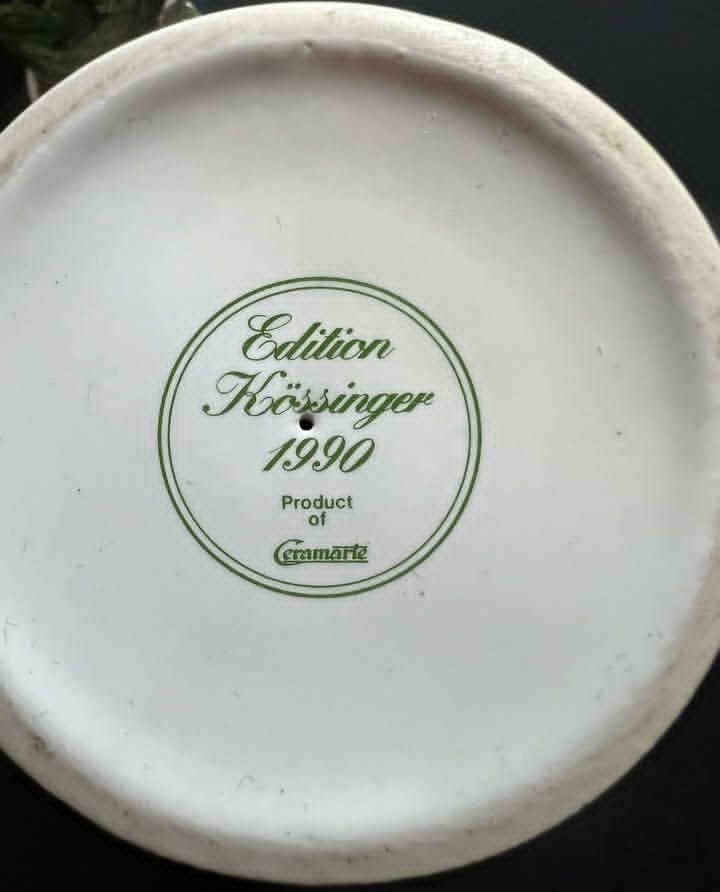 Edition
Kössinger
1990
Product
of
Ceramarte